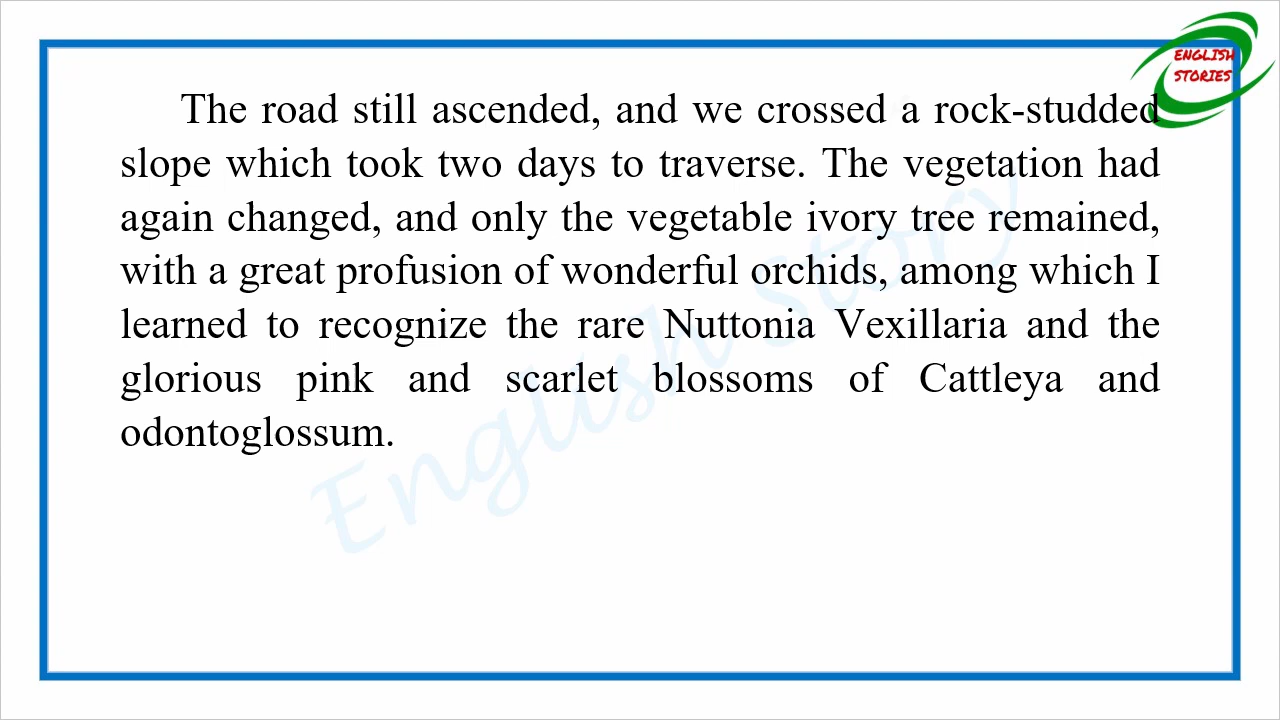 ENGLISH
STORIES
The road still ascended, and we crossed a rock-studded
slope which took two days to traverse. The vegetation had
again changed, and only the vegetable ivory tree remained,
with a great profusion of wonderful orchids, among which I
learned to recognize the rare Nuttonia Vexillaria and the
glorious pink and scarlet blossoms of Cattleya and
odontoglossum.
English Story